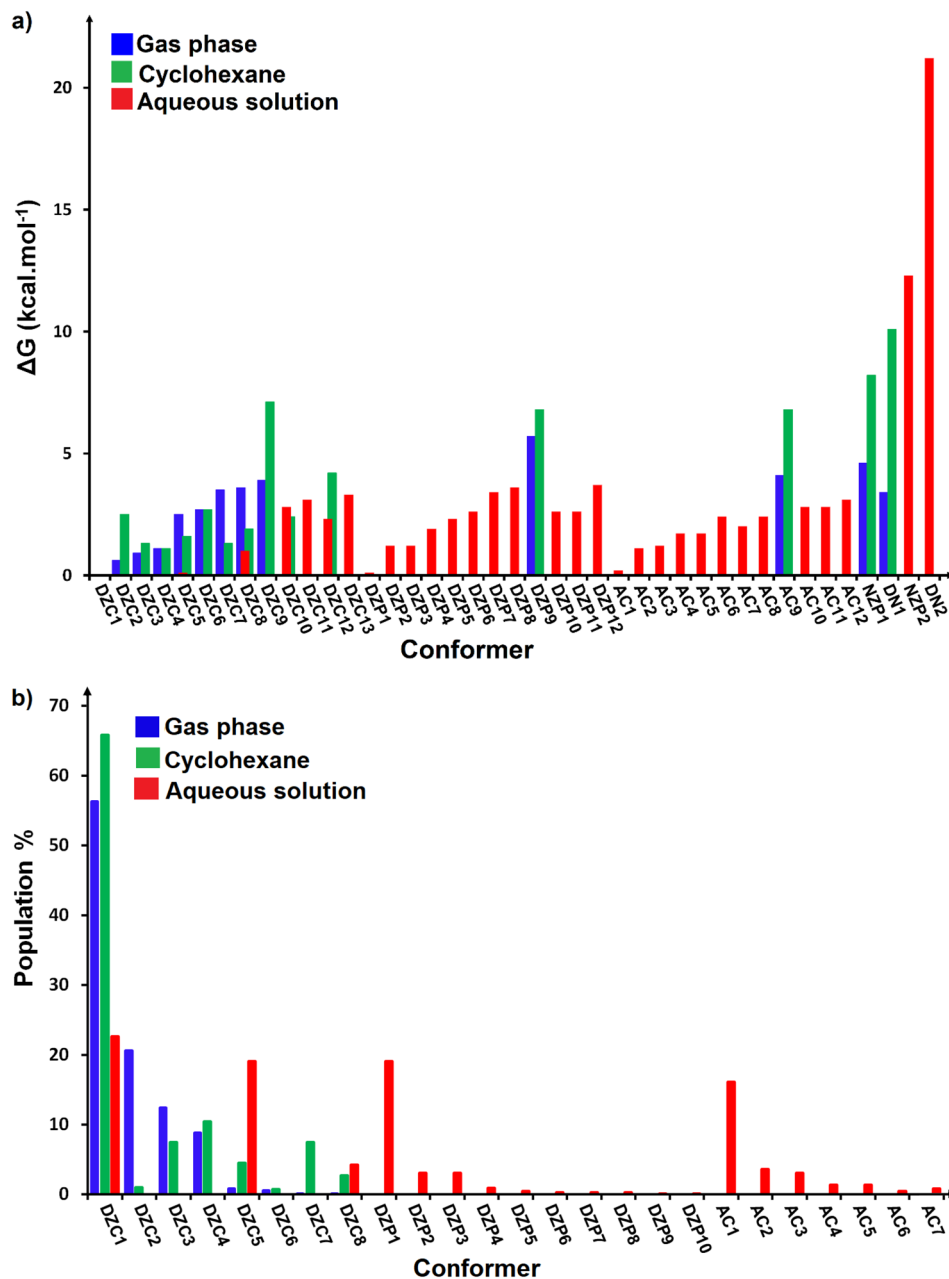 a)
Gas phase
Cyclohexane
Aqueous solution
20
15
10
5
0
ΔG (kcal.mol⁻¹)
DZC1
DZC2
DZC3
DZC4
DZC5
DZC6
DZC7
DZC8
DZC9
DZC10
DZC11
DZC12
DZC13
DZP1
DZP2
DZP3
DZP4
DZP5
DZP6
DZP7
DZP8
DZP9
DZP10
DZP11
DZP12
AC1
AC2
AC3
AC4
AC5
AC6
AC7
AC8
AC9
AC10
AC11
AC12
NZP1
DN1
NZP2
DN2
Conformer
b)
Gas phase
Cyclohexane
Aqueous solution
70
60
50
40
30
20
10
0
Population %
DZC1
DZC2
DZC3
DZC4
DZC5
DZC6
DZC7
DZC8
DZP1
DZP2
DZP3
DZP4
DZP5
DZP6
DZP7
DZP8
DZP9
DZP10
AC1
AC2
AC3
AC4
AC5
AC6
AC7
Conformer